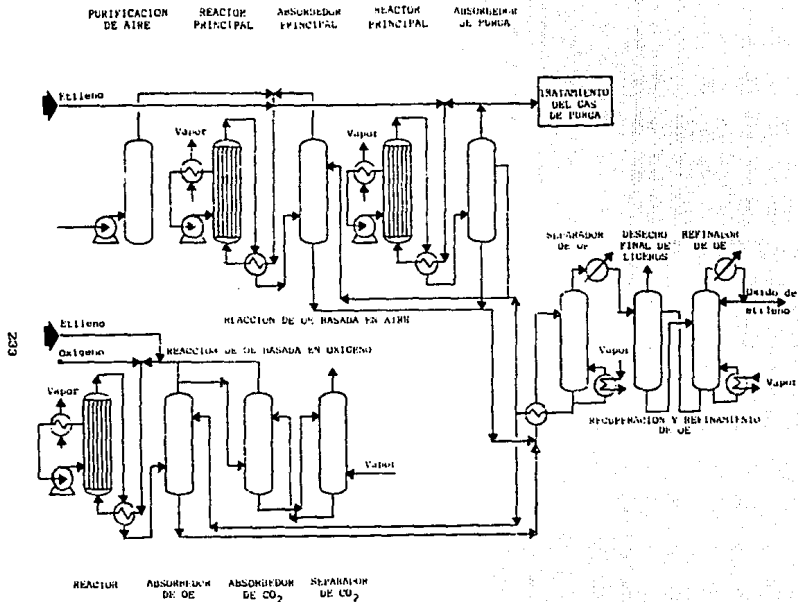 PURIFICACION
DE AIRE
REACTOR
PRINCIPAL
ABSORBEDOR
PRINCIPAL
REACTOR
PRINCIPAL
ABSORBEDOR
DE PURGA
Etileno
TRATAMIENTO
DEL GAS
DE PURGA
Vapor
Vapor
SEPARADOR
DE OE
DESECHO
FINAL DE
LIGEROS
REFINADOR
DE OE
Oxido de
etileno
REACCION DE OE BASADA EN AIRE
233
Etileno
Oxigeno
REACCION DE OE BASADA EN OXIGENO
Vapor
Vapor
Vapor
Vapor
RECUPERACION Y REFINAMIENTO
DE OE
REACTOR
ABSORBEDOR
DE OE
ABSORBEDOR
DE CO2
SEPARADOR
DE CO2